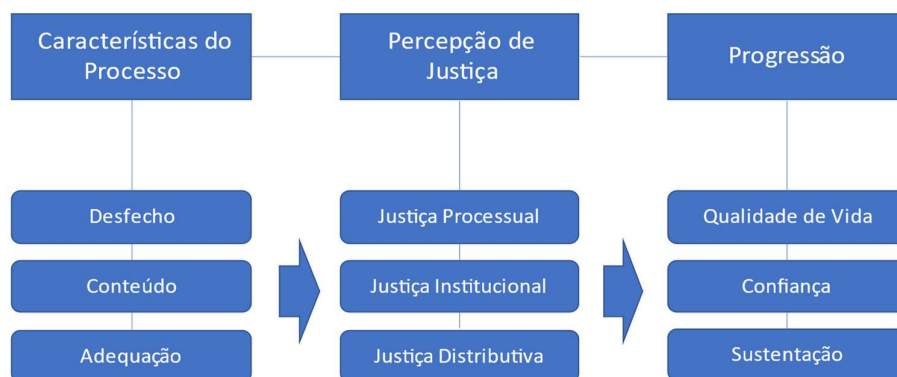 Características do
Processo
Percepção de
Justiça
Progressão
Desfecho
Justiça Processual
Qualidade de Vida
Conteúdo
Justiça Institucional
Confiança
Adequação
Justiça Distributiva
Sustentação